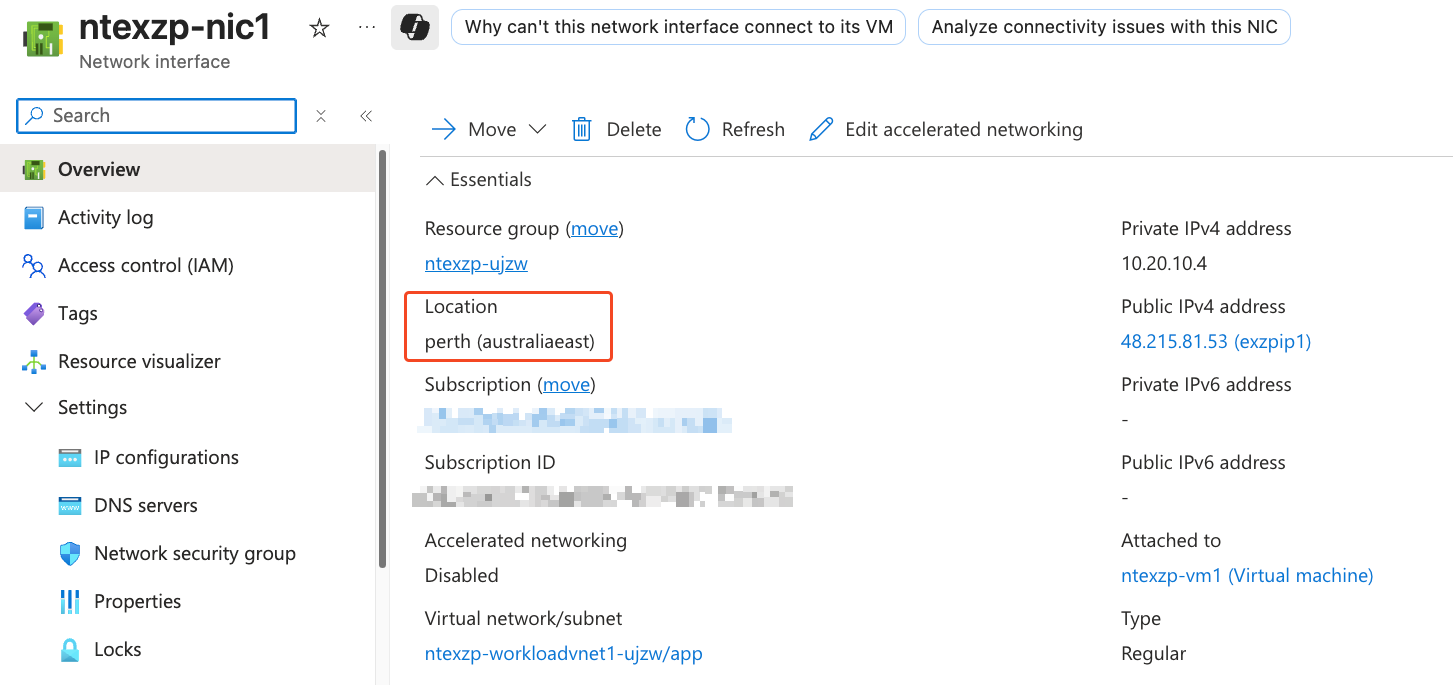 ntexzp-nic1
Network interface
Why can't this network interface connect to its VM
Analyze connectivity issues with this NIC
Search
Overview
Activity log
Access control (IAM)
Tags
Resource visualizer
Settings
IP configurations
DNS servers
Network security group
Properties
Locks
Move
Delete
Refresh
Edit accelerated networking
Essentials
Resource group (move)
ntexzp-ujzw
Location
perth (australiaeast)
Subscription (move)
Subscription ID
Accelerated networking
Disabled
Virtual network/subnet
ntexzp-workloadvnet1-ujzw/app
Private IPv4 address
10.20.10.4
Public IPv4 address
48.215.81.53 (exzpip1)
Private IPv6 address
-
Public IPv6 address
-
Attached to
ntexzp-vm1 (Virtual machine)
Type
Regular